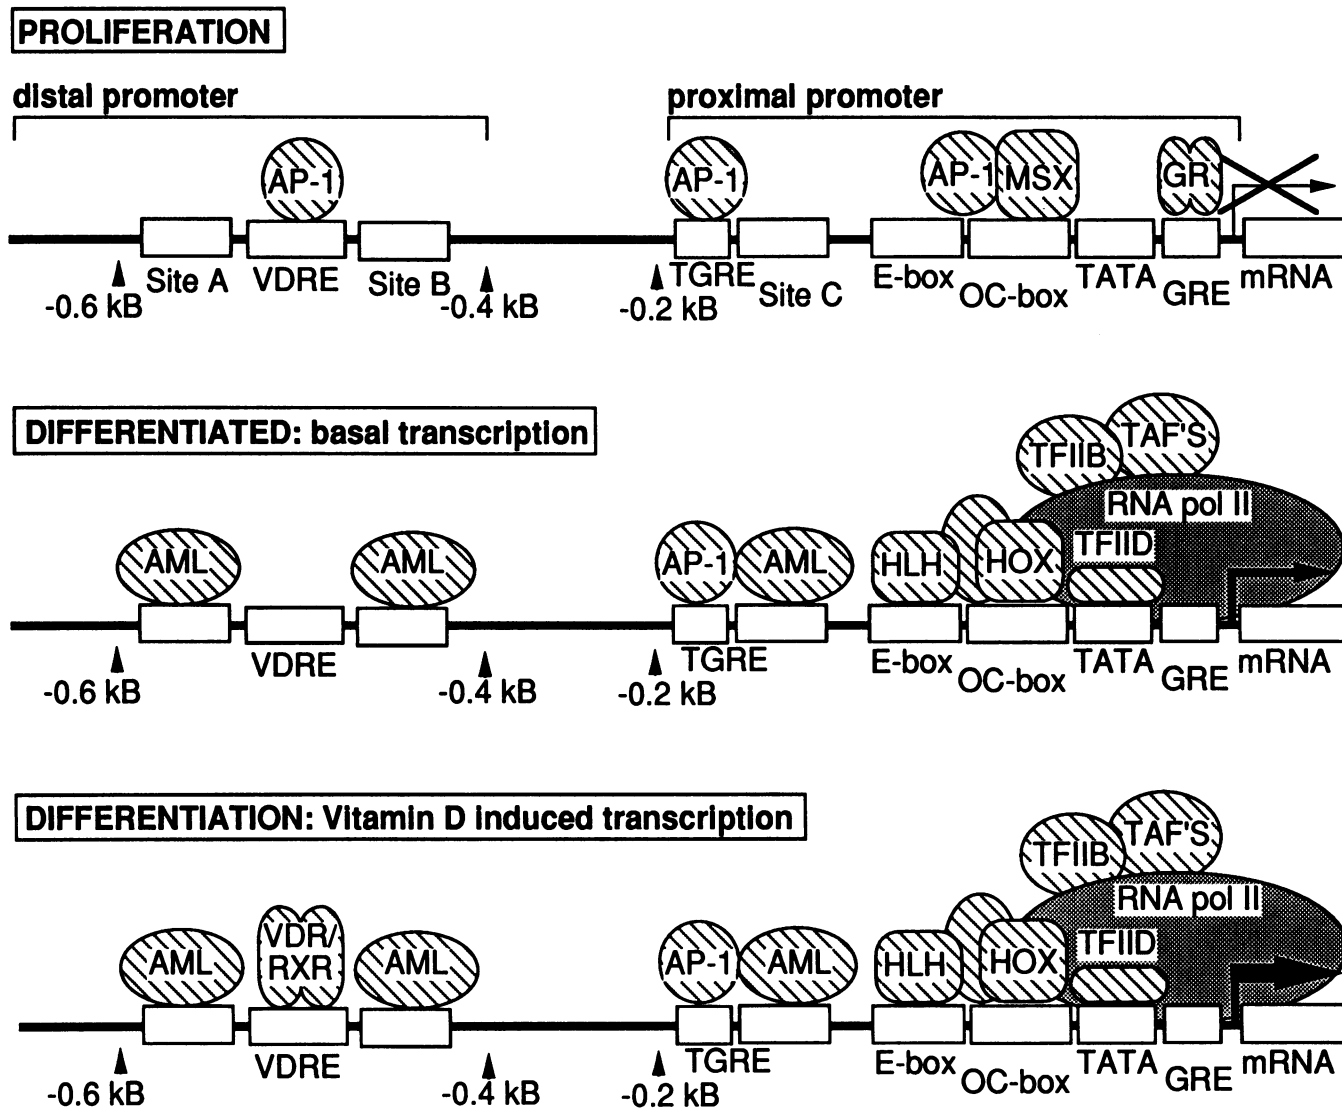 PROLIFERATION
distal promoter
proximal promoter
AP-1
AP-1
AP-1
MSX
GR
Site A
VDRE
Site B
TGRE
Site C
E-box
OC-box
TATA
GRE
mRNA
-0.6 kB
-0.4 kB
-0.2 kB
DIFFERENTIATED: basal transcription
TFIIB
TAF'S
RNA pol II
AML
AML
AP-1
AML
HLH
HOX
TFIID
VDRE
TGRE
E-box
OC-box
TATA
GRE
mRNA
-0.6 kB
-0.4 kB
-0.2 kB
DIFFERENTIATION: Vitamin D induced transcription
TFIIB
TAF'S
RNA pol II
AML
VDR/
RXR
AML
AP-1
AML
HLH
HOX
TFIID
VDRE
TGRE
E-box
OC-box
TATA
GRE
mRNA
-0.6 kB
-0.4 kB
-0.2 kB